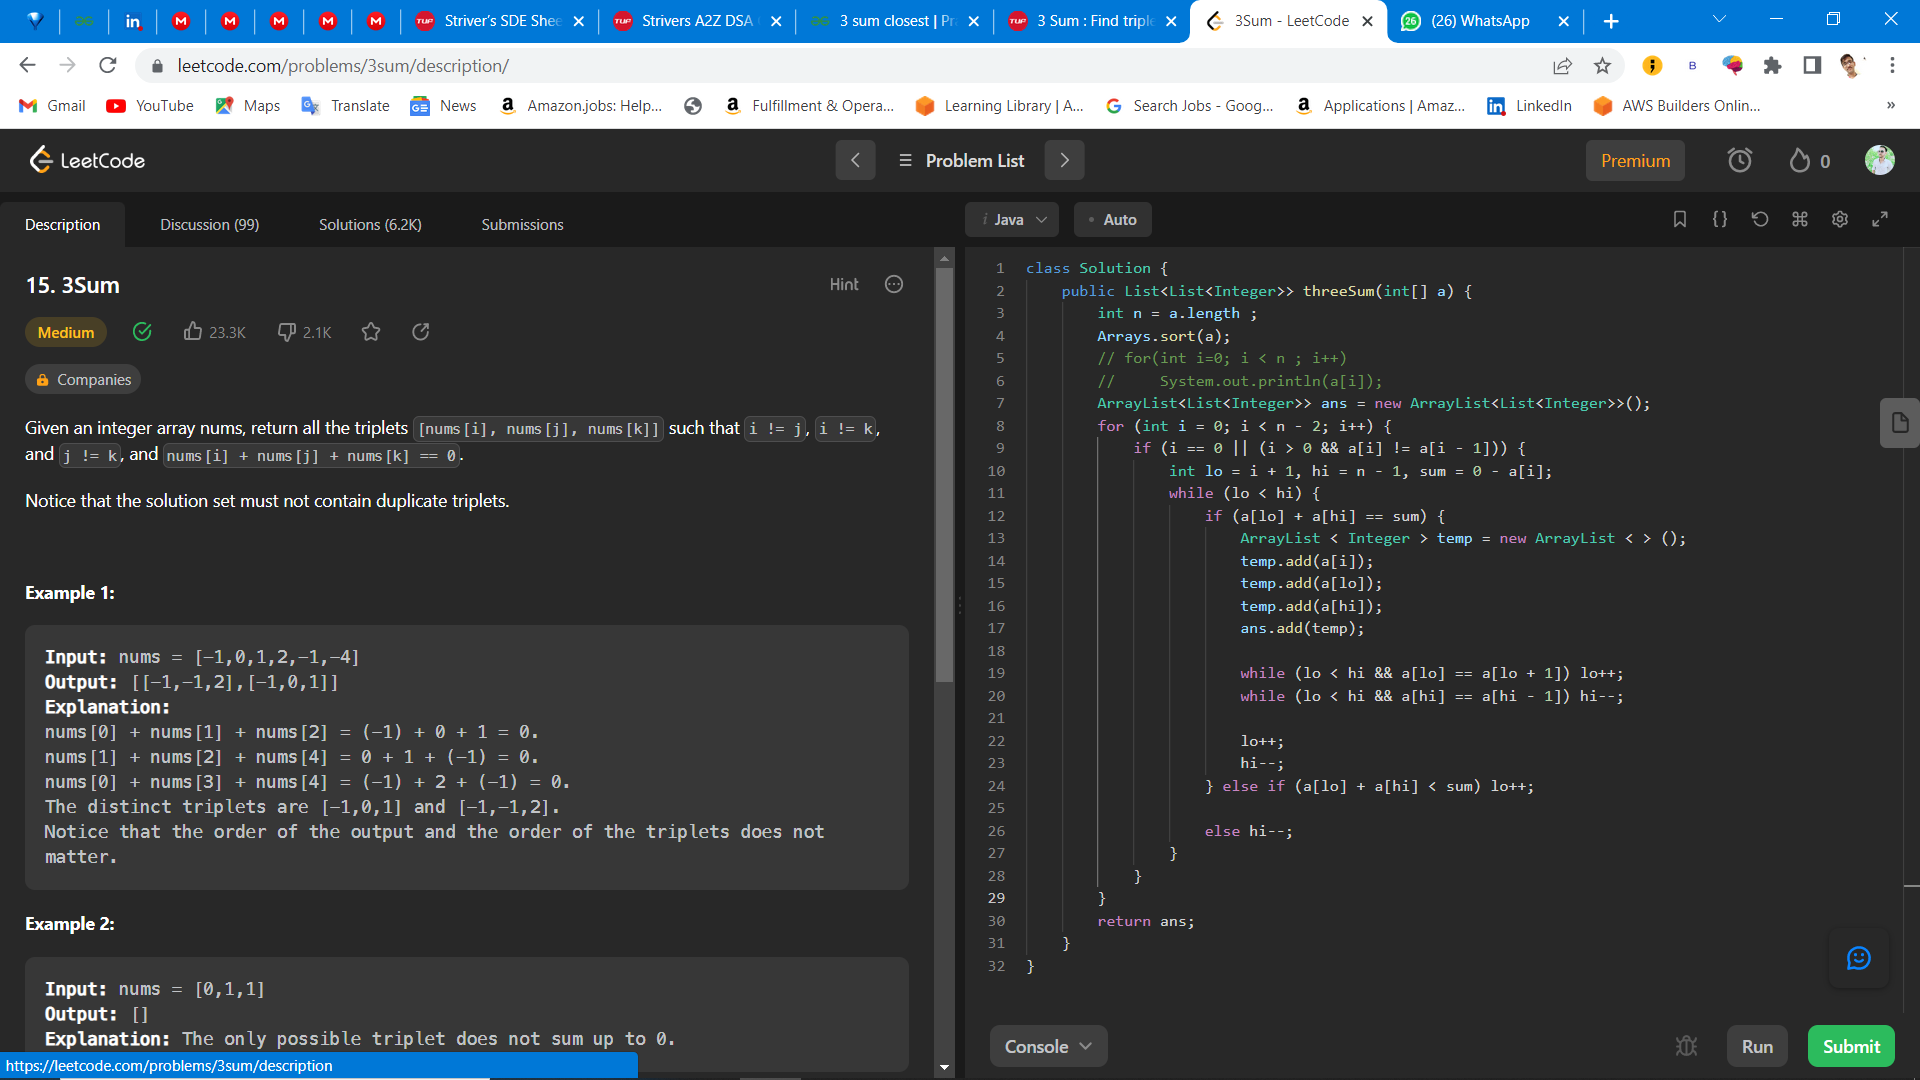 Striver's SDE Shee
Strivers A2Z DSA
3 sum closest | Pr
3 Sum : Find triple
3Sum - LeetCode
(26) WhatsApp
leetcode.com/problems/3sum/description/
Gmail
YouTube
Maps
Translate
News
Amazon.jobs: Help...
Fulfillment & Opera...
Learning Library | A...
Search Jobs - Goog...
Applications | Amaz...
LinkedIn
AWS Builders Onlin...
»
LeetCode
Problem List
Premium
0
Description
Discussion (99)
Solutions (6.2K)
Submissions
15. 3Sum
Hint
Medium
23.3K
2.1K
Companies
Given an integer array nums, return all the triplets [nums[i], nums[j], nums[k]] such that i != j, i != k,
and j != k, and nums[i] + nums[j] + nums[k] == 0.
Notice that the solution set must not contain duplicate triplets.
Example 1:
Input: nums = [-1,0,1,2,-1,-4]
Output: [[-1,-1,2],[-1,0,1]]
Explanation:
nums[0] + nums[1] + nums[2] = (-1) + 0 + 1 = 0.
nums[1] + nums[2] + nums[4] = 0 + 1 + (-1) = 0.
nums[0] + nums[3] + nums[4] = (-1) + 2 + (-1) = 0.
The distinct triplets are [-1,0,1] and [-1,-1,2].
Notice that the order of the output and the order of the triplets does not
matter.
Example 2:
Input: nums = [0,1,1]
Output: []
Explanation: The only possible triplet does not sum up to 0.
https://leetcode.com/problems/3sum/description
i Java
• Auto
1 class Solution {
2 public List<List<Integer>> threeSum(int[] a) {
3 int n = a.length ;
4 Arrays.sort(a);
5 // for(int i=0; i < n ; i++)
6 // System.out.println(a[i]);
7 ArrayList<List<Integer>> ans = new ArrayList<List<Integer>>();
8 for (int i = 0; i < n - 2; i++) {
9 if (i == 0 || (i > 0 && a[i] != a[i - 1])) {
10 int lo = i + 1, hi = n - 1, sum = 0 - a[i];
11 while (lo < hi) {
12 if (a[lo] + a[hi] == sum) {
13 ArrayList < Integer > temp = new ArrayList < > ();
14 temp.add(a[i]);
15 temp.add(a[lo]);
16 temp.add(a[hi]);
17 ans.add(temp);
18
19 while (lo < hi && a[lo] == a[lo + 1]) lo++;
20 while (lo < hi && a[hi] == a[hi - 1]) hi--;
21
22 lo++;
23 hi--;
24 } else if (a[lo] + a[hi] < sum) lo++;
25
26 else hi--;
27 }
28 }
29 }
30 return ans;
31 }
32 }
Console
Run
Submit